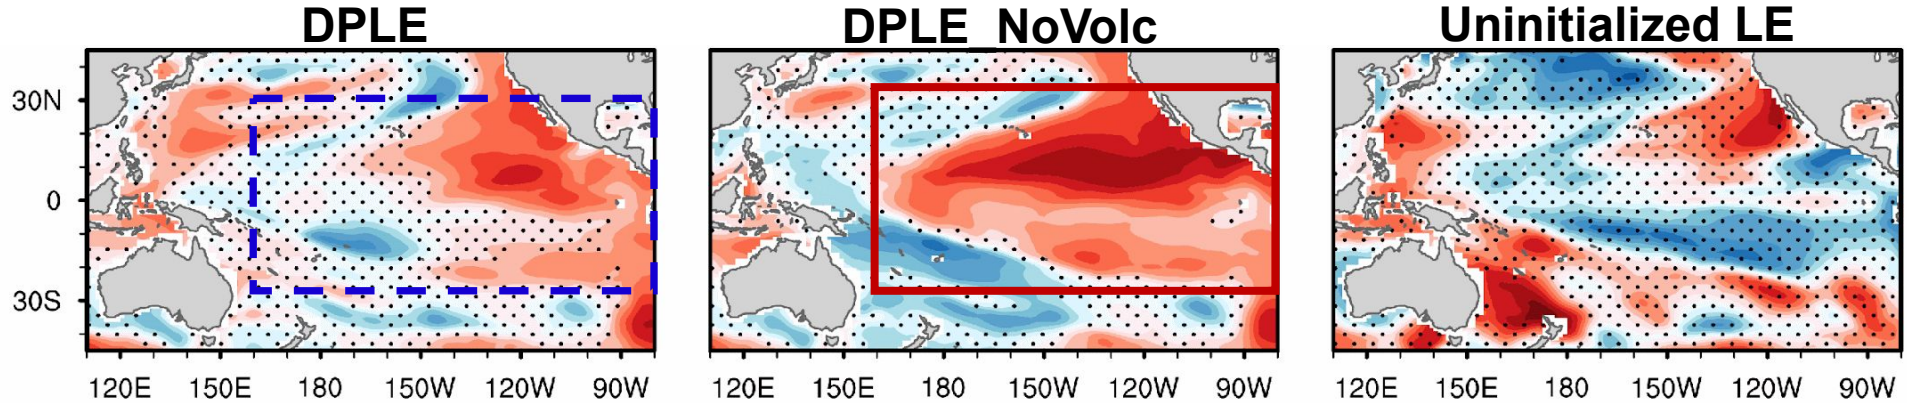 DPLE DPLE_NoVolc Uninitialized LE
30N
0
30S
120E 150E 180 150W 120W 90W 120E 150E 180 150W 120W 90W 120E 150E 180 150W 120W 90W